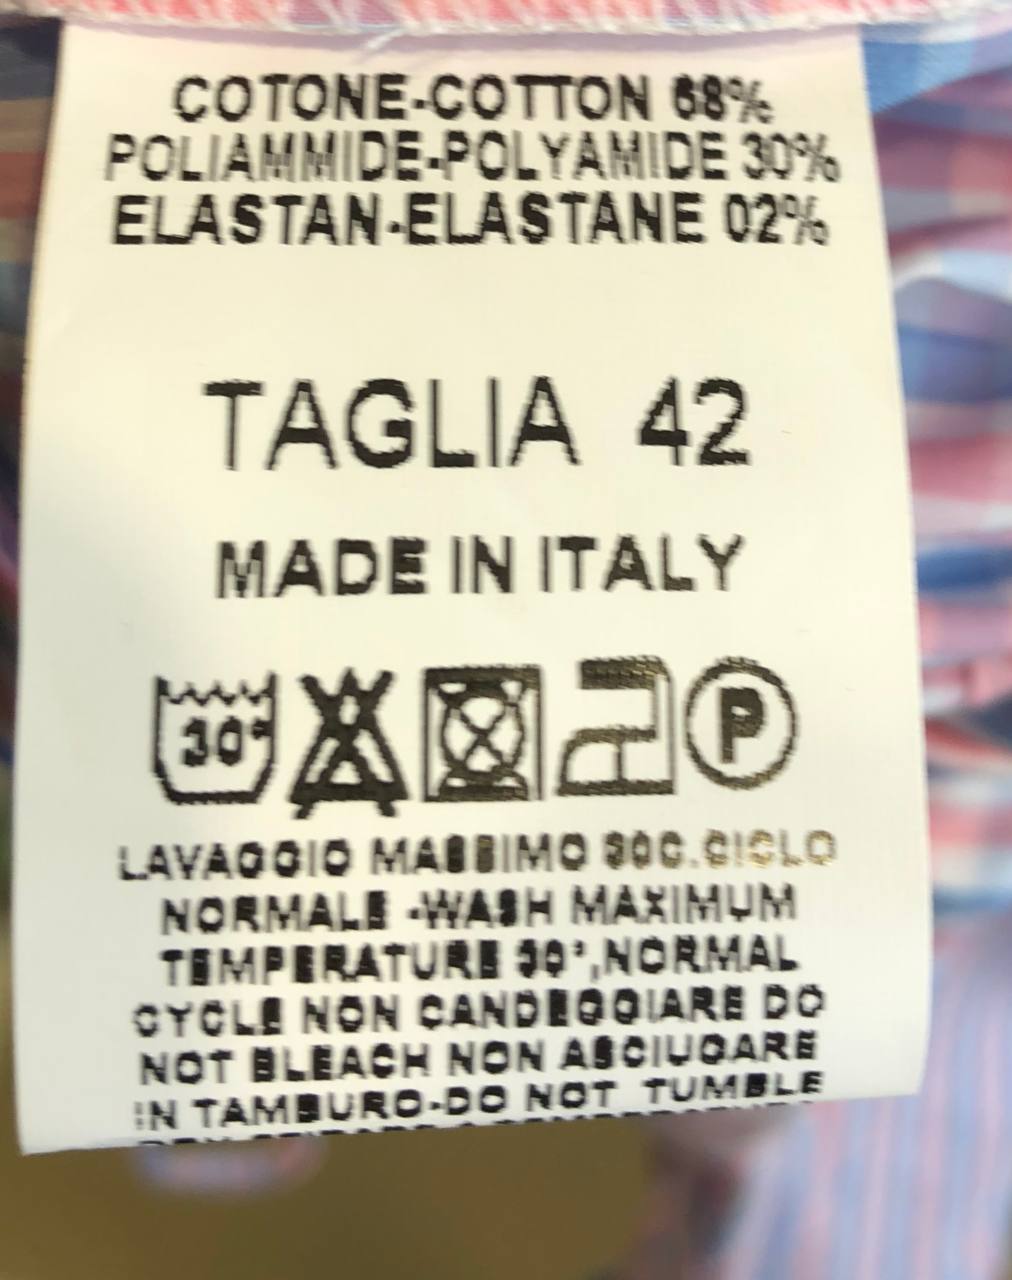 COTONE-COTTON 68%
POLIAMMIDE-POLYAMIDE 30%
ELASTAN-ELASTANE 02%
TAGLIA 42
MADE IN ITALY
30° P
LAVAGGIO MASSIMO 30C.CICLO
NORMALE -WASH MAXIMUM
TEMPERATURE 30°,NORMAL
CYCLE NON CANDEGGIARE DO
NOT BLEACH NON ASCIUGARE
IN TAMBURO-DO NOT TUMBLE